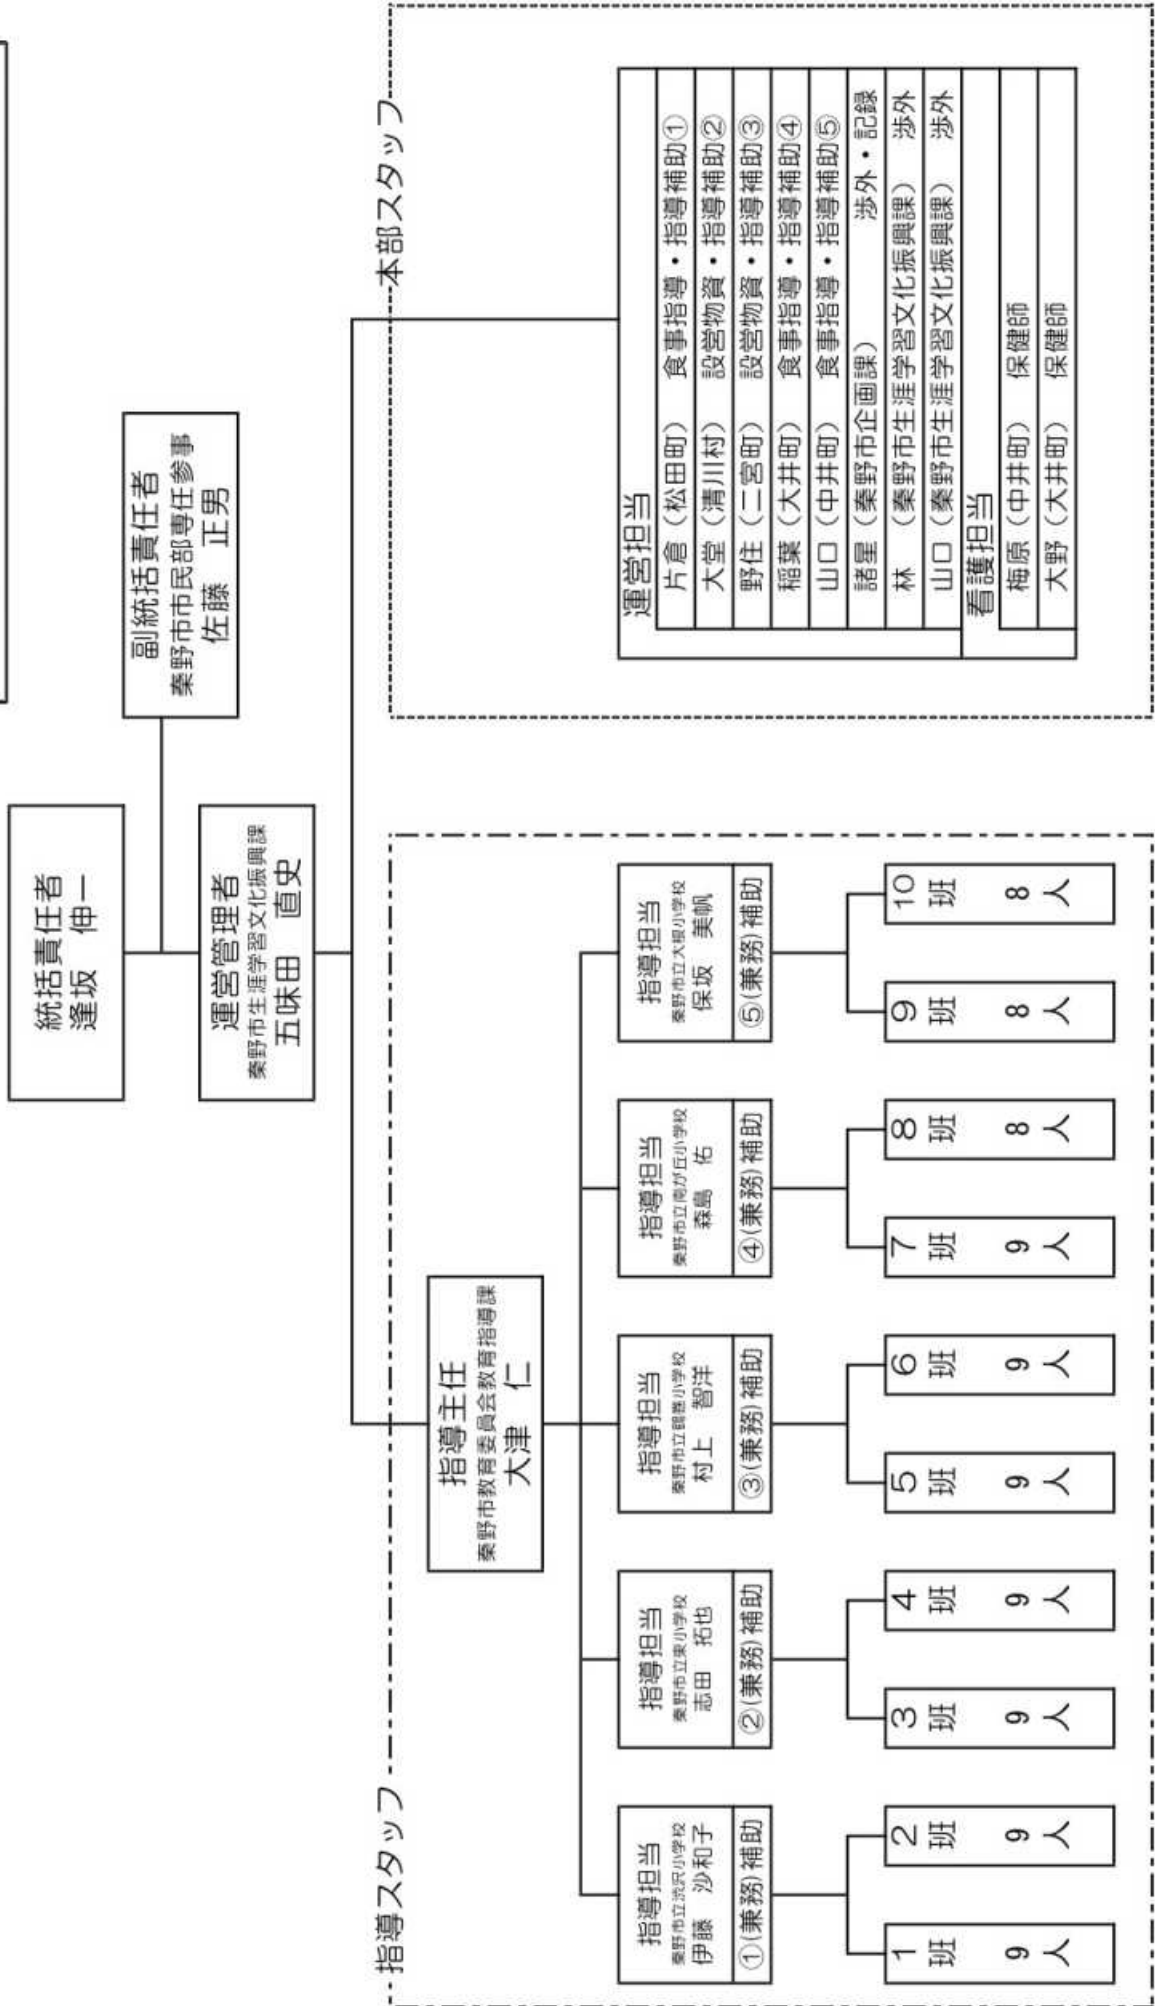 統括責任者
逢坂 伸一
副統括責任者
秦野市市民部専任参事
佐藤 正男
運営管理者
秦野市生涯学習文化振興課
五味田 直史
指導スタッフ
指導主任
秦野市教育委員会教育指導課
大津 仁
指導担当
秦野市立渋沢小学校
伊藤 沙和子
①(兼務)補助
1班 9人
2班 9人
指導担当
秦野市立東小学校
志田 拓也
②(兼務)補助
3班 9人
4班 9人
指導担当
秦野市立鶴巻小学校
村上 智洋
③(兼務)補助
5班 9人
6班 9人
指導担当
秦野市立南が丘小学校
森島 佑
④(兼務)補助
7班 9人
8班 8人
指導担当
秦野市立大根小学校
保坂 美帆
⑤(兼務)補助
9班 8人
10班 8人
本部スタッフ
運営担当
片倉(松田町) 食事指導・指導補助①
大堂(清川村) 設営物資・指導補助②
野住(二宮町) 設営物資・指導補助③
稲葉(大井町) 食事指導・指導補助④
山口(中井町) 食事指導・指導補助⑤
諸星(秦野市企画課) 渉外・記録
林 (秦野市生涯学習文化振興課) 渉外
山口(秦野市生涯学習文化振興課) 渉外
看護担当
梅原(中井町) 保健師
大野(大井町) 保健師